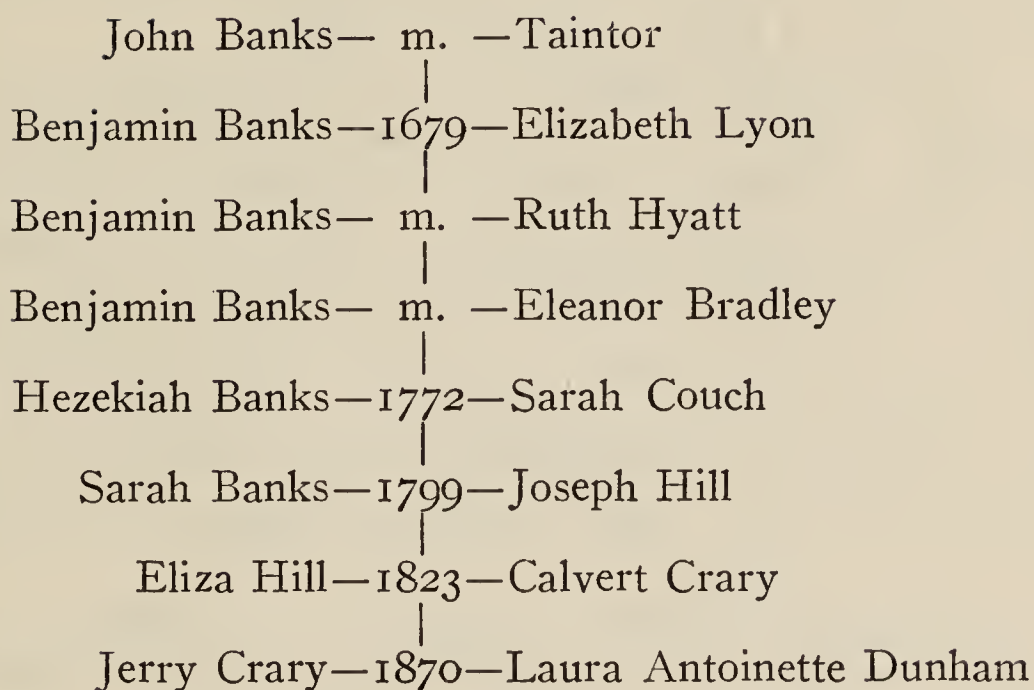 John Banks— m. —Taintor
Benjamin Banks—1679—Elizabeth Lyon
Benjamin Banks— m. —Ruth Hyatt
Benjamin Banks— m. —Eleanor Bradley
Hezekiah Banks—1772—Sarah Couch
Sarah Banks—1799—Joseph Hill
Eliza Hill—1823—Calvert Crary
Jerry Crary—1870—Laura Antoinette Dunham